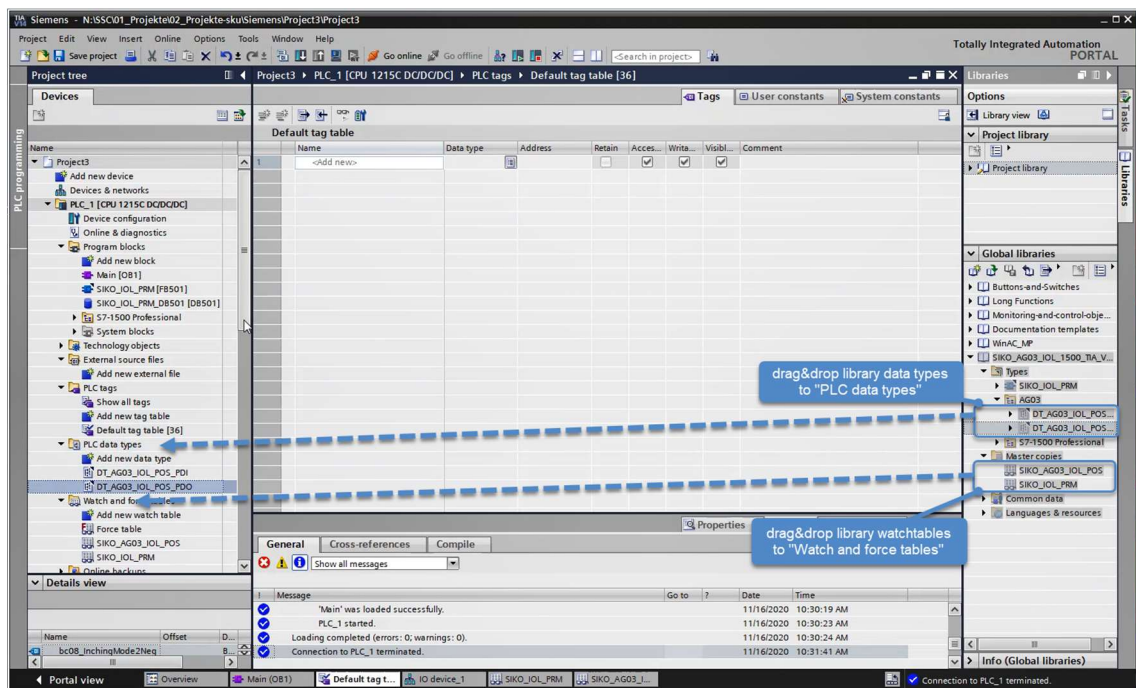 Siemens - N:\SSC\01_Projekte\02_Projekte-sku\Siemens\Project3\Project3
Project Edit View Insert Online Options Tools Window Help
Totally Integrated Automation
PORTAL
Save project Go online Go offline <Search in project>
Project tree
Project3 PLC_1 [CPU 1215C DC/DC/DC] PLC tags Default tag table [36]
Libraries
Devices
Tags User constants System constants
Options
Library view
Default tag table
Project library
Name
Name Data type Address Retain Acces... Writa... Visibl... Comment
1 <Add new>
Project library
Project3
Add new device
Devices & networks
PLC_1 [CPU 1215C DC/DC/DC]
Device configuration
Online & diagnostics
Program blocks
Add new block
Main [OB1]
SIKO_IOL_PRM [FB501]
SIKO_IOL_PRM_DB501 [DB501]
S7-1500 Professional
System blocks
Technology objects
External source files
Add new external file
PLC tags
Show all tags
Add new tag table
Default tag table [36]
PLC data types
Add new data type
DT_AG03_IOL_POS_PDI
DT_AG03_IOL_POS_PDO
Watch and for
Add new watch table
Force table
SIKO_AG03_IOL_POS
SIKO_IOL_PRM
Online backups
PLC programming
Global libraries
Buttons-and-Switches
Long Functions
Monitoring-and-control-obje...
Documentation templates
WinAC_MP
SIKO_AG03_IOL_1500_TIA_V...
Types
SIKO_IOL_PRM
AG03
DT_AG03_IOL_POS...
DT_AG03_IOL_POS...
S7-1500 Professional
Master copies
SIKO_AG03_IOL_POS
SIKO_IOL_PRM
Common data
Languages & resources
Tasks
Libraries
drag&drop library data types
to "PLC data types"
drag&drop library watchtables
to "Watch and force tables"
Properties
General Cross-references Compile
Show all messages
! Message Go to ? Date Time
'Main' was loaded successfully. 11/16/2020 10:30:19 AM
PLC_1 started. 11/16/2020 10:30:23 AM
Loading completed (errors: 0; warnings: 0). 11/16/2020 10:30:24 AM
Connection to PLC_1 terminated. 11/16/2020 10:31:41 AM
Details view
Name Offset D...
bc08_InchingMode2Neg B...
Info (Global libraries)
Portal view Overview Main (OB1) Default tag t... IO device_1 SIKO_IOL_PRM SIKO_AG03_I... Connection to PLC_1 terminated.